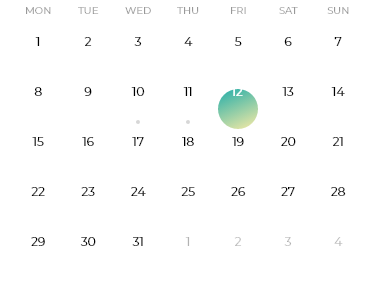 MON TUE WED THU FRI SAT SUN
1 2 3 4 5 6 7
8 9 10 11 12 13 14
15 16 17 18 19 20 21
22 23 24 25 26 27 28
29 30 31 1 2 3 4